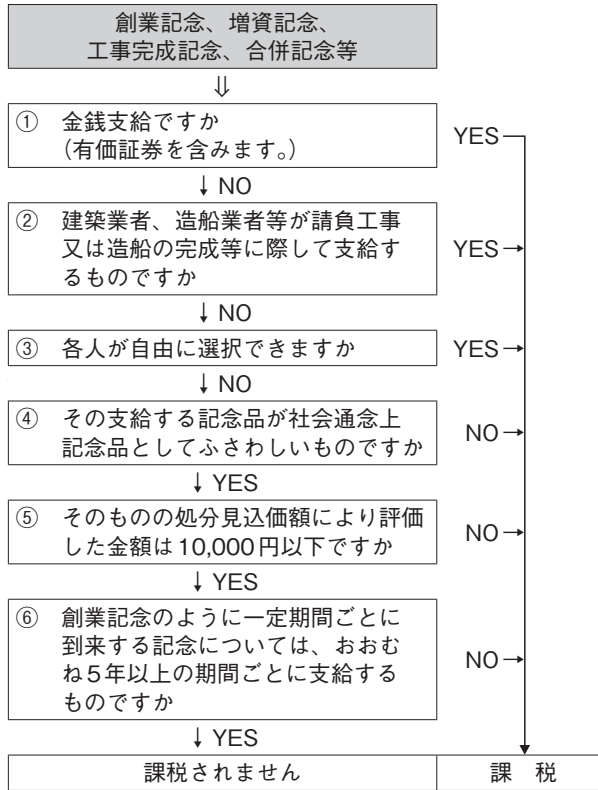 創業記念、増資記念、
工事完成記念、合併記念等
⇓
① 金銭支給ですか
（有価証券を含みます。）
YES
↓ NO
② 建築業者、造船業者等が請負工事
又は造船の完成等に際して支給す
るものですか
YES→
↓ NO
③ 各人が自由に選択できますか
YES→
↓ NO
④ その支給する記念品が社会通念上
記念品としてふさわしいものですか
NO→
↓ YES
⑤ そのものの処分見込価額により評価
した金額は10,000円以下ですか
NO→
↓ YES
⑥ 創業記念のように一定期間ごとに
到来する記念については、おおむ
ね5年以上の期間ごとに支給する
ものですか
NO→
↓ YES
課税されません
課　税